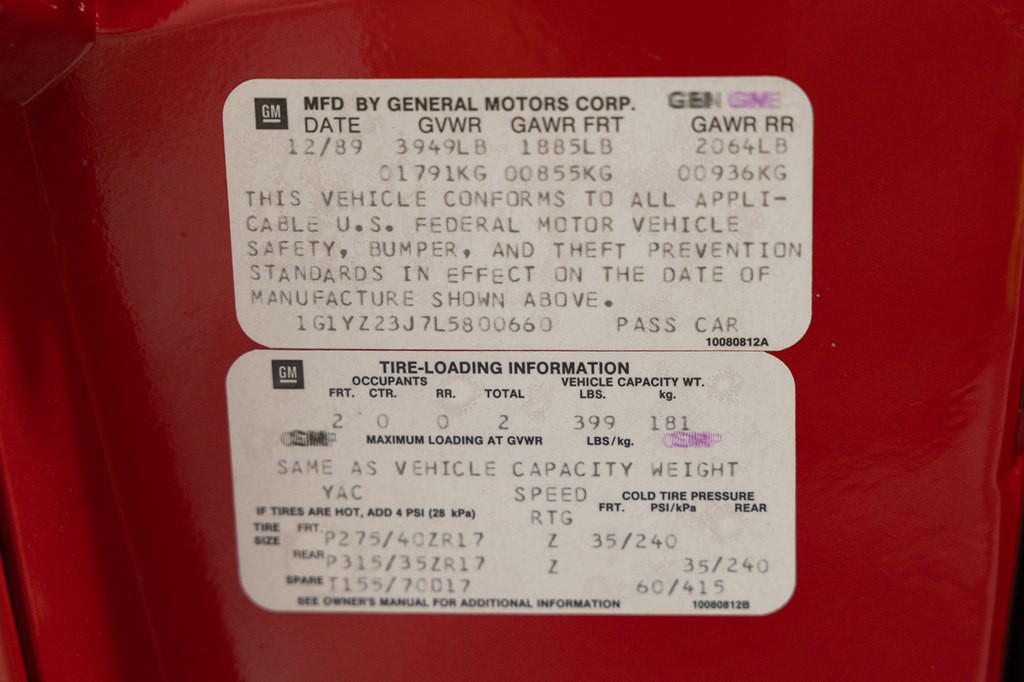 GM MFD BY GENERAL MOTORS CORP. GEN GME
DATE GVWR GAWR FRT GAWR RR
12/89 3949LB 1885LB 2064LB
01791KG 00855KG 00936KG
THIS VEHICLE CONFORMS TO ALL APPLI-
CABLE U.S. FEDERAL MOTOR VEHICLE
SAFETY, BUMPER, AND THEFT PREVENTION
STANDARDS IN EFFECT ON THE DATE OF
MANUFACTURE SHOWN ABOVE.
1G1YZ23J7L5800660 PASS CAR
10080812A
GM TIRE-LOADING INFORMATION
OCCUPANTS VEHICLE CAPACITY WT.
FRT. CTR. RR. TOTAL LBS. kg.
2 0 0 2 399 181
MAXIMUM LOADING AT GVWR LBS/kg.
SAME AS VEHICLE CAPACITY WEIGHT
YAC SPEED COLD TIRE PRESSURE
IF TIRES ARE HOT, ADD 4 PSI (28 kPa) RTG FRT. PSI/kPa REAR
TIRE SIZE FRT. P275/40ZR17 Z 35/240
REAR P315/35ZR17 Z 35/240
SPARE T155/70D17 60/415
SEE OWNER'S MANUAL FOR ADDITIONAL INFORMATION 10080812B